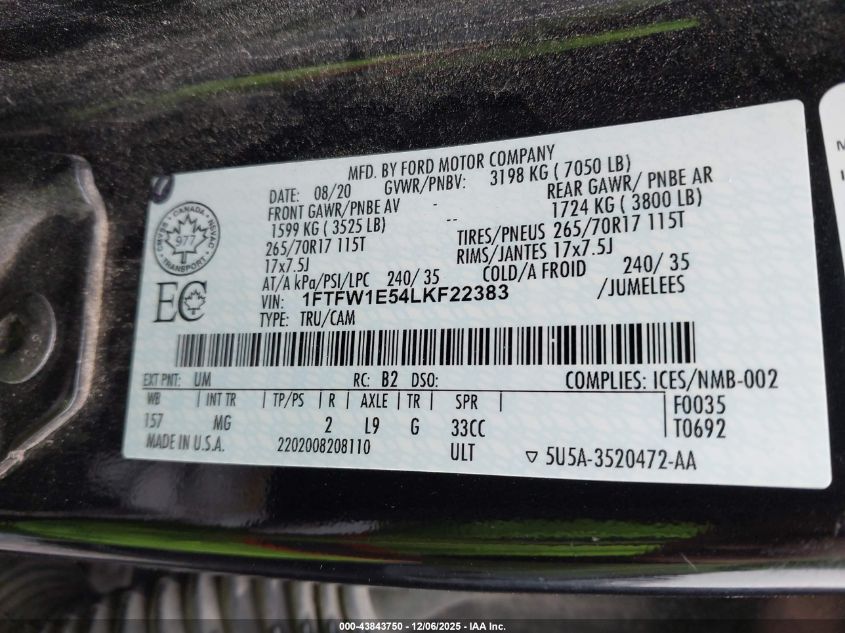 MFD. BY FORD MOTOR COMPANY
DATE: 08/20 GVWR/PNBV: 3198 KG ( 7050 LB)
FRONT GAWR/PNBE AV - REAR GAWR/ PNBE AR
1599 KG ( 3525 LB) -- 1724 KG ( 3800 LB)
265/70R17 115T TIRES/PNEUS 265/70R17 115T
17x7.5J RIMS/JANTES 17x7.5J
AT/A kPa/PSI/LPC 240/ 35 COLD/A FROID 240/ 35
VIN: 1FTFW1E54LKF22383 /JUMELEES
TYPE: TRU/CAM
CANADA
977
TRANSPORT
EC
EXT PNT: UM RC: B2 DSO: COMPLIES: ICES/NMB-002
WB | INT TR | TP/PS | R | AXLE | TR | SPR | F0035
157 MG 2 L9 G 33CC T0692
MADE IN U.S.A. 2202008208110 ULT ▽ 5U5A-3520472-AA
000-43843750 > 12/06/2025 - IAA Inc.